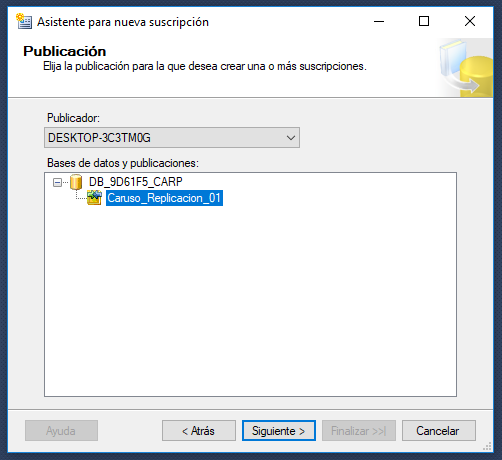 Asistente para nueva suscripción
Publicación
Elija la publicación para la que desea crear una o más suscripciones.
Publicador:
DESKTOP-3C3TM0G
Bases de datos y publicaciones:
DB_9D61F5_CARP
Caruso_Replicacion_01
Ayuda
< Atrás
Siguiente >
Finalizar >>|
Cancelar